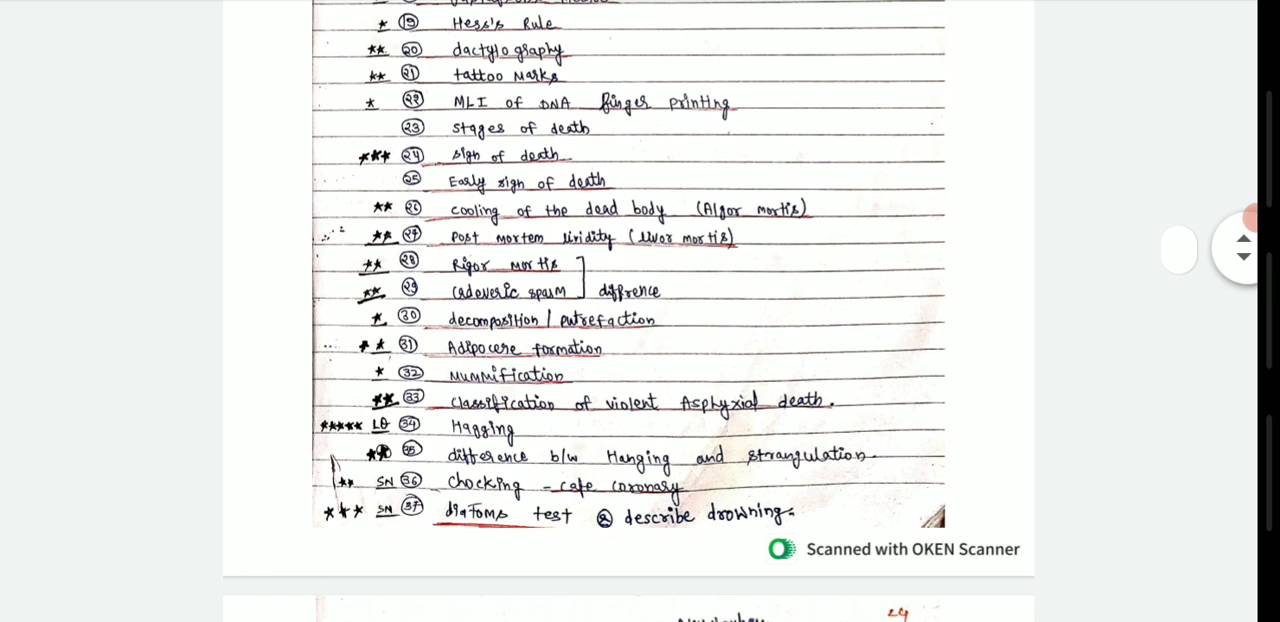 * 19 Hess's Rule
** 20 dactylography
** 21 tattoo Marks
* 22 MLI of DNA finger printing
23 stages of death
*** 24 sign of death
25 Early sign of death
** 26 cooling of the dead body (Algor mortis)
** 27 Post mortem lividity (livor mortis)
** 28 Rigor mortis
** 29 cadaveric spasm ] diffrence
* 30 decomposition / putrefaction
** 31 Adipocere formation
* 32 Mummification
** 33 classification of violent Asphyxial death.
***** LQ 34 Hagging
35 difference b/w Hanging and strangulation
** SN 36 chocking - cafe coronary
*** SN 37 diatoms test describe drowning
Scanned with OKEN Scanner
24